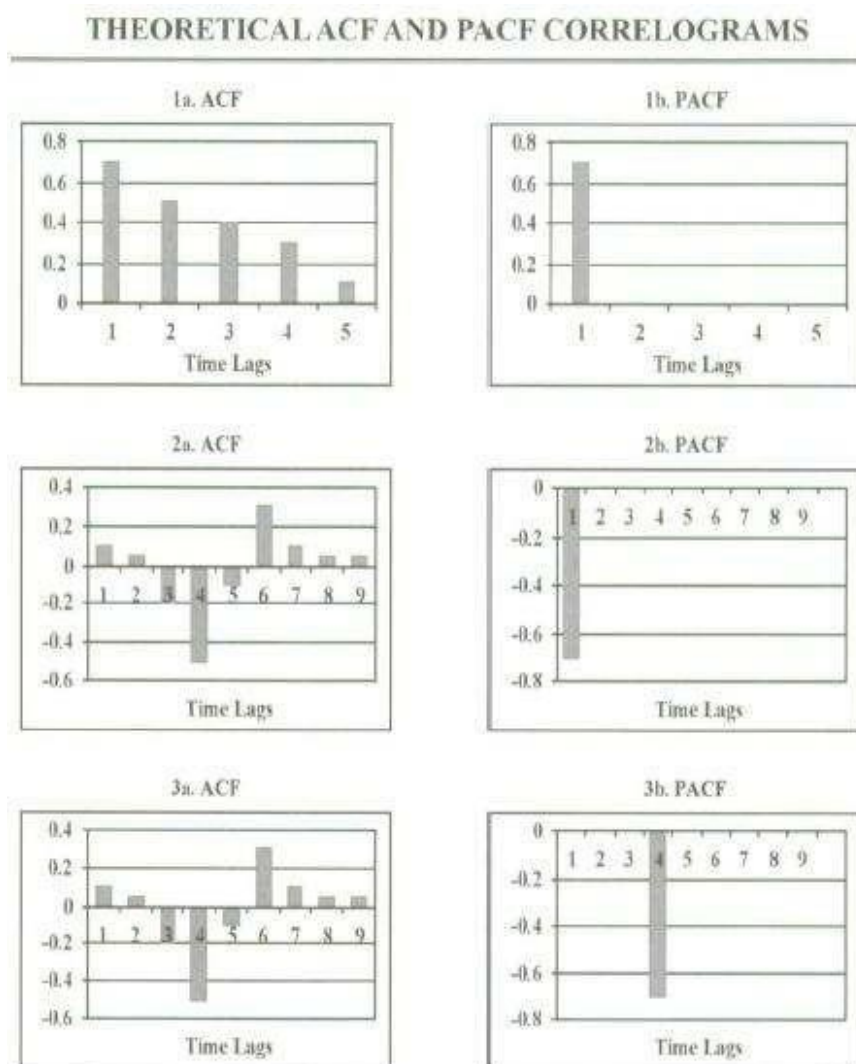 THEORETICAL ACF AND PACF CORRELOGRAMS
1a. ACF
0.8
0.6
0.4
0.2
0
1 2 3 4 5
Time Lags
1b. PACF
0.8
0.6
0.4
0.2
0
1 2 3 4 5
Time Lags
2a. ACF
0.4
0.2
0
1 2 3 4 5 6 7 8 9
-0.2
-0.4
-0.6
Time Lags
2b. PACF
0
1 2 3 4 5 6 7 8 9
-0.2
-0.4
-0.6
-0.8
Time Lags
3a. ACF
0.4
0.2
0
1 2 3 4 5 6 7 8 9
-0.2
-0.4
-0.6
Time Lags
3b. PACF
0
1 2 3 4 5 6 7 8 9
-0.2
-0.4
-0.6
-0.8
Time Lags